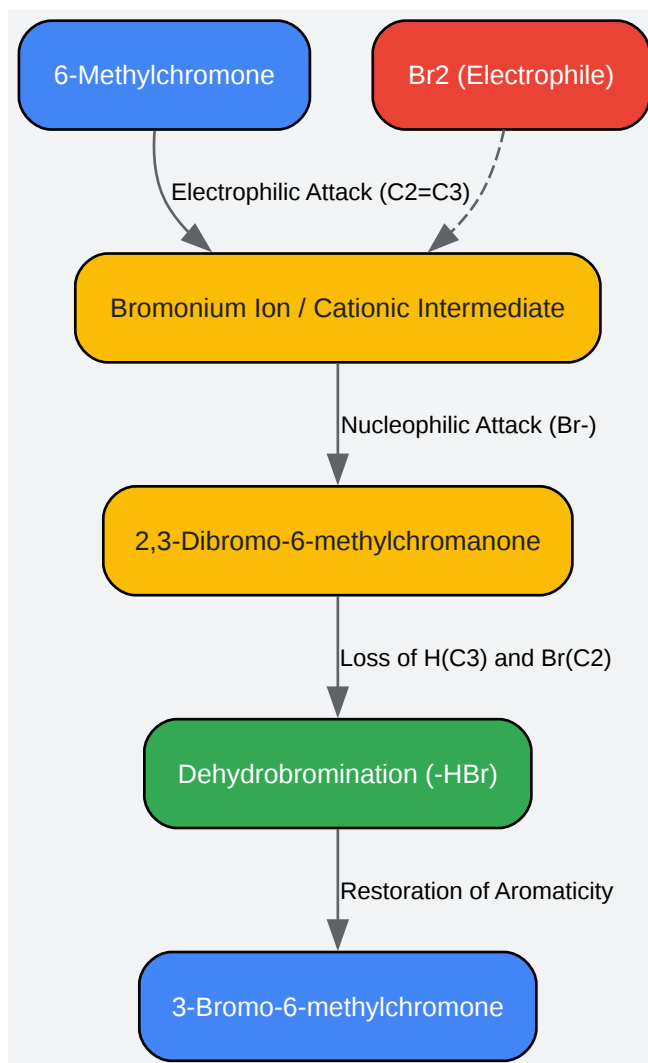 6-Methylchromone
Br2 (Electrophile)
Electrophilic Attack (C2=C3)
Bromonium Ion / Cationic Intermediate
Nucleophilic Attack (Br-)
2,3-Dibromo-6-methylchromanone
Loss of H(C3) and Br(C2)
Dehydrobromination (-HBr)
Restoration of Aromaticity
3-Bromo-6-methylchromone